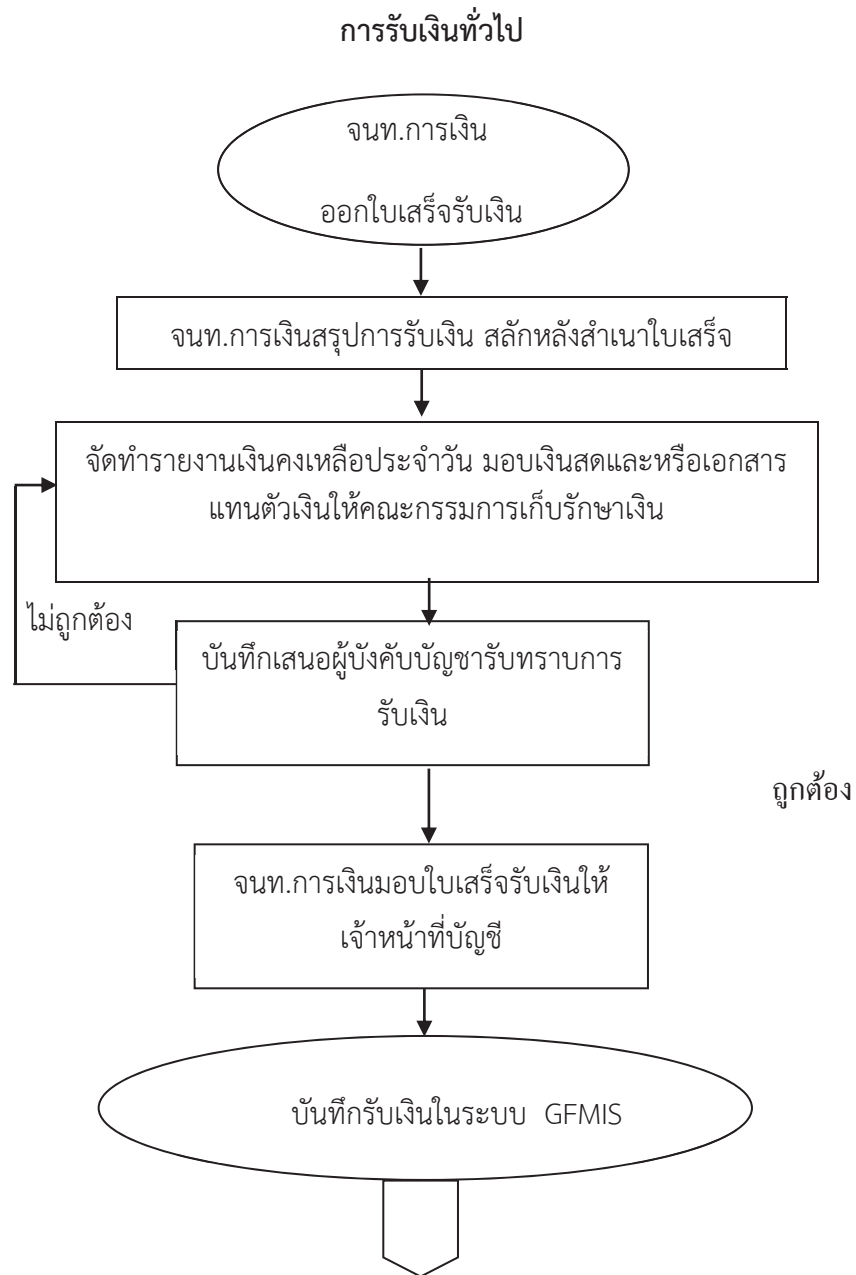 การรับเงินทั่วไป
จนท.การเงิน
ออกใบเสร็จรับเงิน
จนท.การเงินสรุปการรับเงิน สลักหลังสำเนาใบเสร็จ
จัดทำรายงานเงินคงเหลือประจำวัน มอบเงินสดและหรือเอกสาร
แทนตัวเงินให้คณะกรรมการเก็บรักษาเงิน
ไม่ถูกต้อง
บันทึกเสนอผู้บังคับบัญชารับทราบการ
รับเงิน
ถูกต้อง
จนท.การเงินมอบใบเสร็จรับเงินให้
เจ้าหน้าที่บัญชี
บันทึกรับเงินในระบบ GFMIS